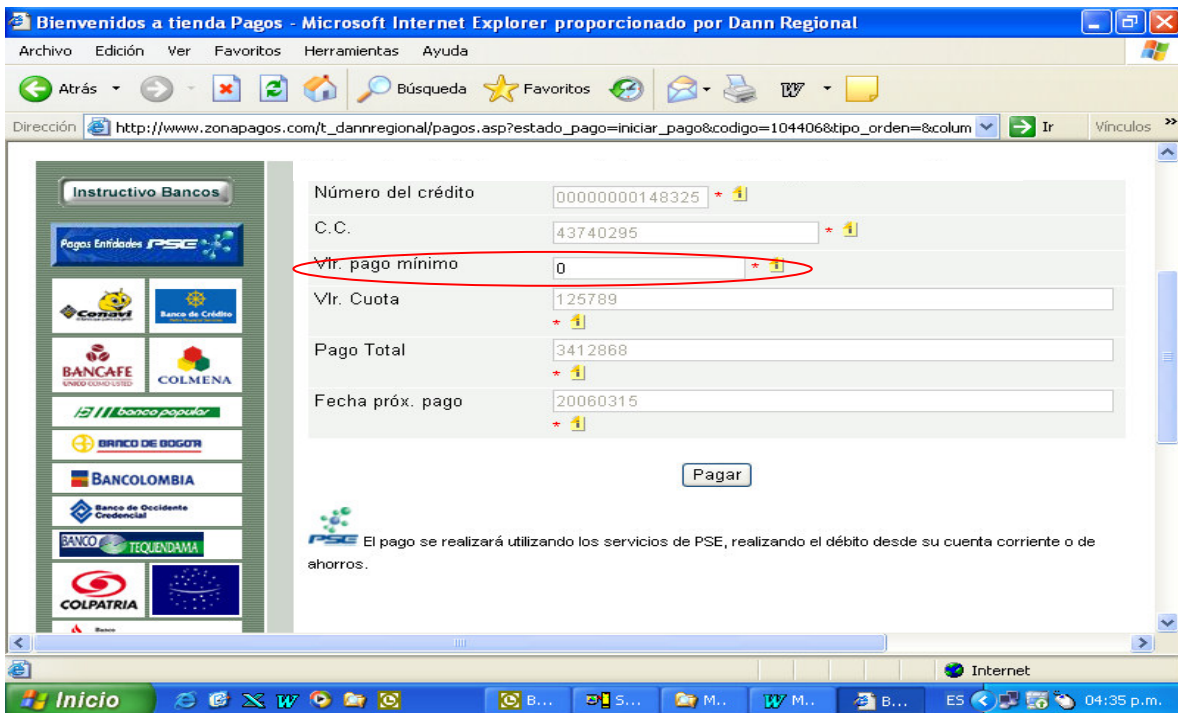 Bienvenidos a tienda Pagos - Microsoft Internet Explorer proporcionado por Dann Regional
Archivo Edición Ver Favoritos Herramientas Ayuda
Atrás Búsqueda Favoritos
Dirección http://www.zonapagos.com/t_dannregional/pagos.asp?estado_pago=iniciar_pago&codigo=104406&tipo_orden=&colum Ir Vínculos
Instructivo Bancos
Pagos Entidades PSE
Número del crédito 00000000148325 *
C.C. 43740295 *
Vlr. pago mínimo 0 *
Vlr. Cuota 125789
*
Pago Total 3412868
*
Fecha próx. pago 20060315
*
Pagar
Conavi
Banco de Crédito
BANCAFE
COLMENA
banco popular
BANCO DE BOGOTA
BANCOLOMBIA
Banco de Occidente
Credencial
BANCO TEQUENDAMA
COLPATRIA
Banco
PSE El pago se realizará utilizando los servicios de PSE, realizando el débito desde su cuenta corriente o de
ahorros.
Internet
Inicio B... S... M.. M.. B... ES 04:35 p.m.